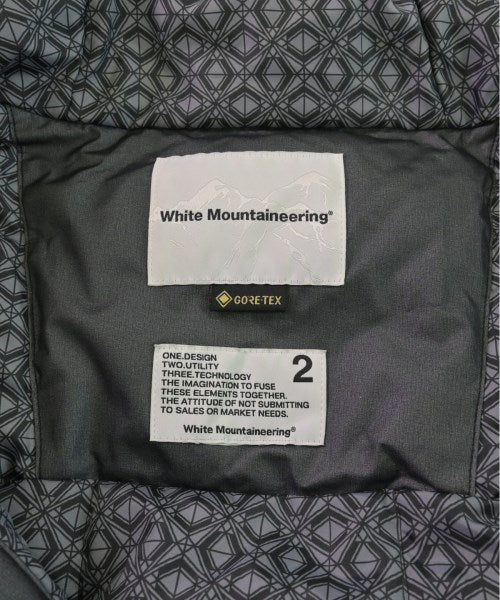 White Mountaineering®
GORE-TEX
ONE.DESIGN
TWO.UTILITY
THREE.TECHNOLOGY
THE IMAGINATION TO FUSE
THESE ELEMENTS TOGETHER.
THE ATTITUDE OF NOT SUBMITTING
TO SALES OR MARKET NEEDS.
2
White Mountaineering®